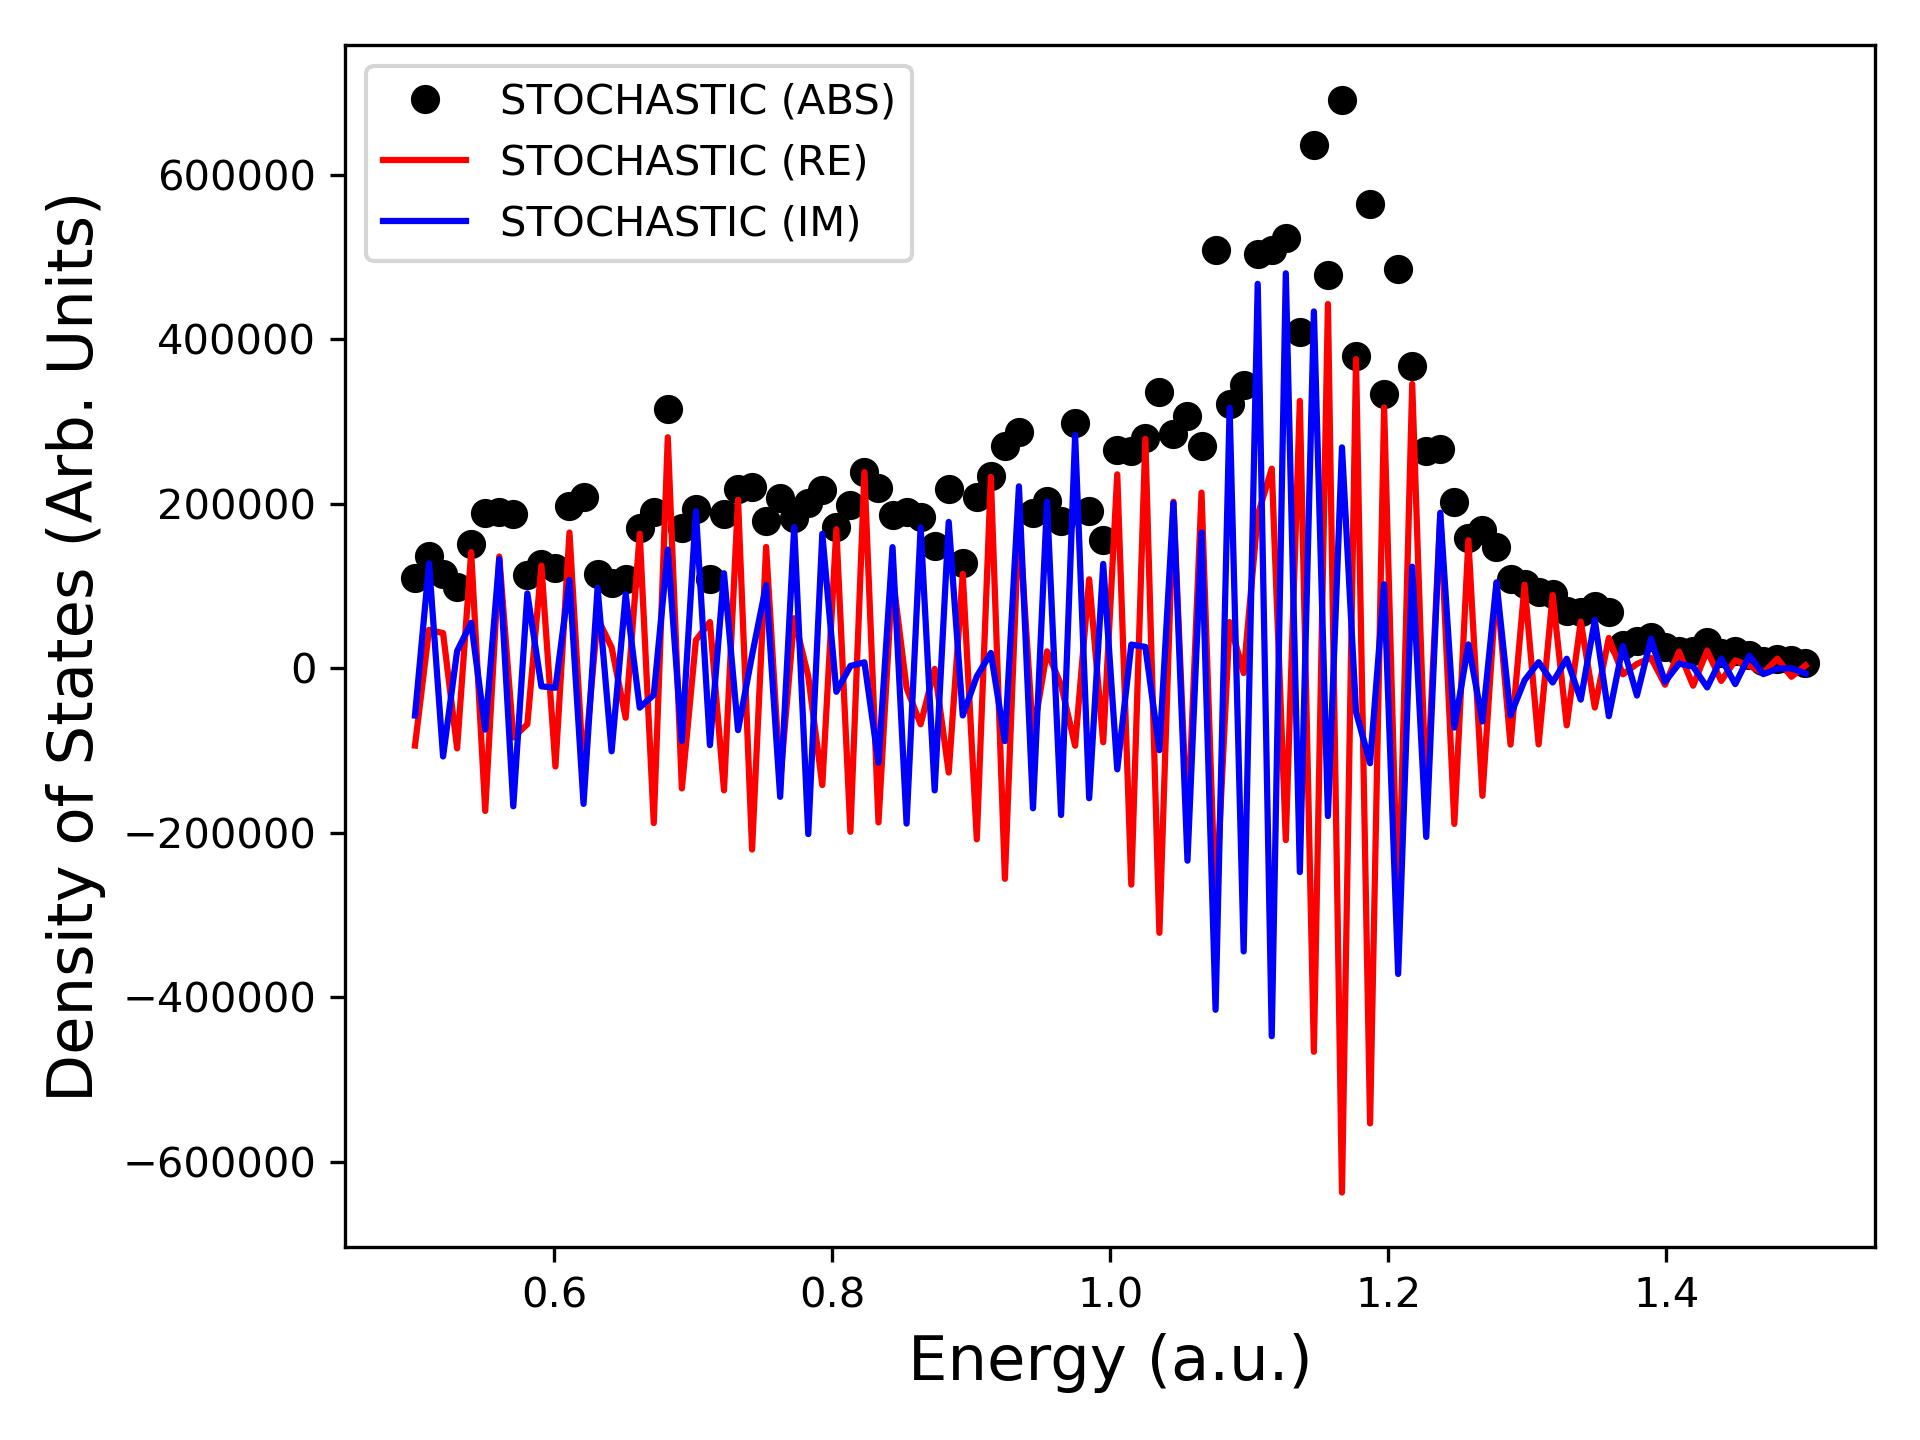 STOCHASTIC (ABS)
STOCHASTIC (RE)
STOCHASTIC (IM)
Density of States (Arb. Units)
600000
400000
200000
0
−200000
−400000
−600000
0.6 0.8 1.0 1.2 1.4
Energy (a.u.)